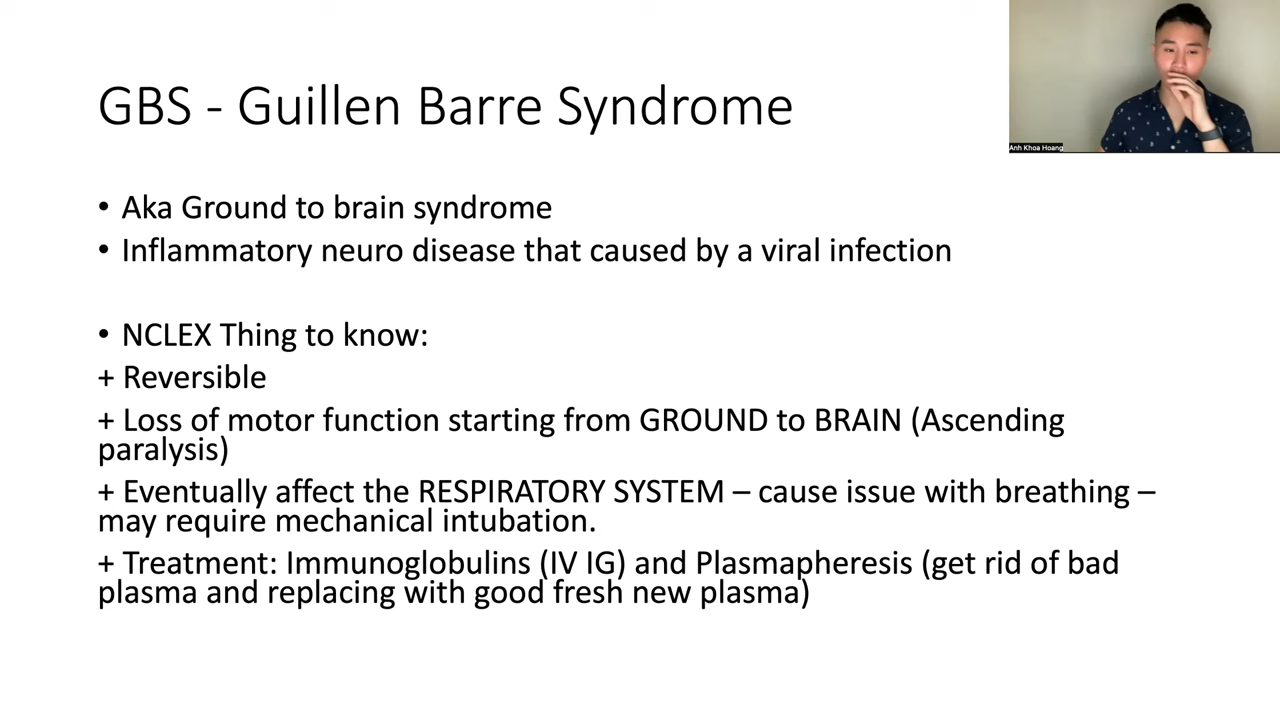 GBS - Guillen Barre Syndrome
Anh Khoa Hoang
• Aka Ground to brain syndrome
• Inflammatory neuro disease that caused by a viral infection
• NCLEX Thing to know:
+ Reversible
+ Loss of motor function starting from GROUND to BRAIN (Ascending
paralysis)
+ Eventually affect the RESPIRATORY SYSTEM – cause issue with breathing –
may require mechanical intubation.
+ Treatment: Immunoglobulins (IV IG) and Plasmapheresis (get rid of bad
plasma and replacing with good fresh new plasma)